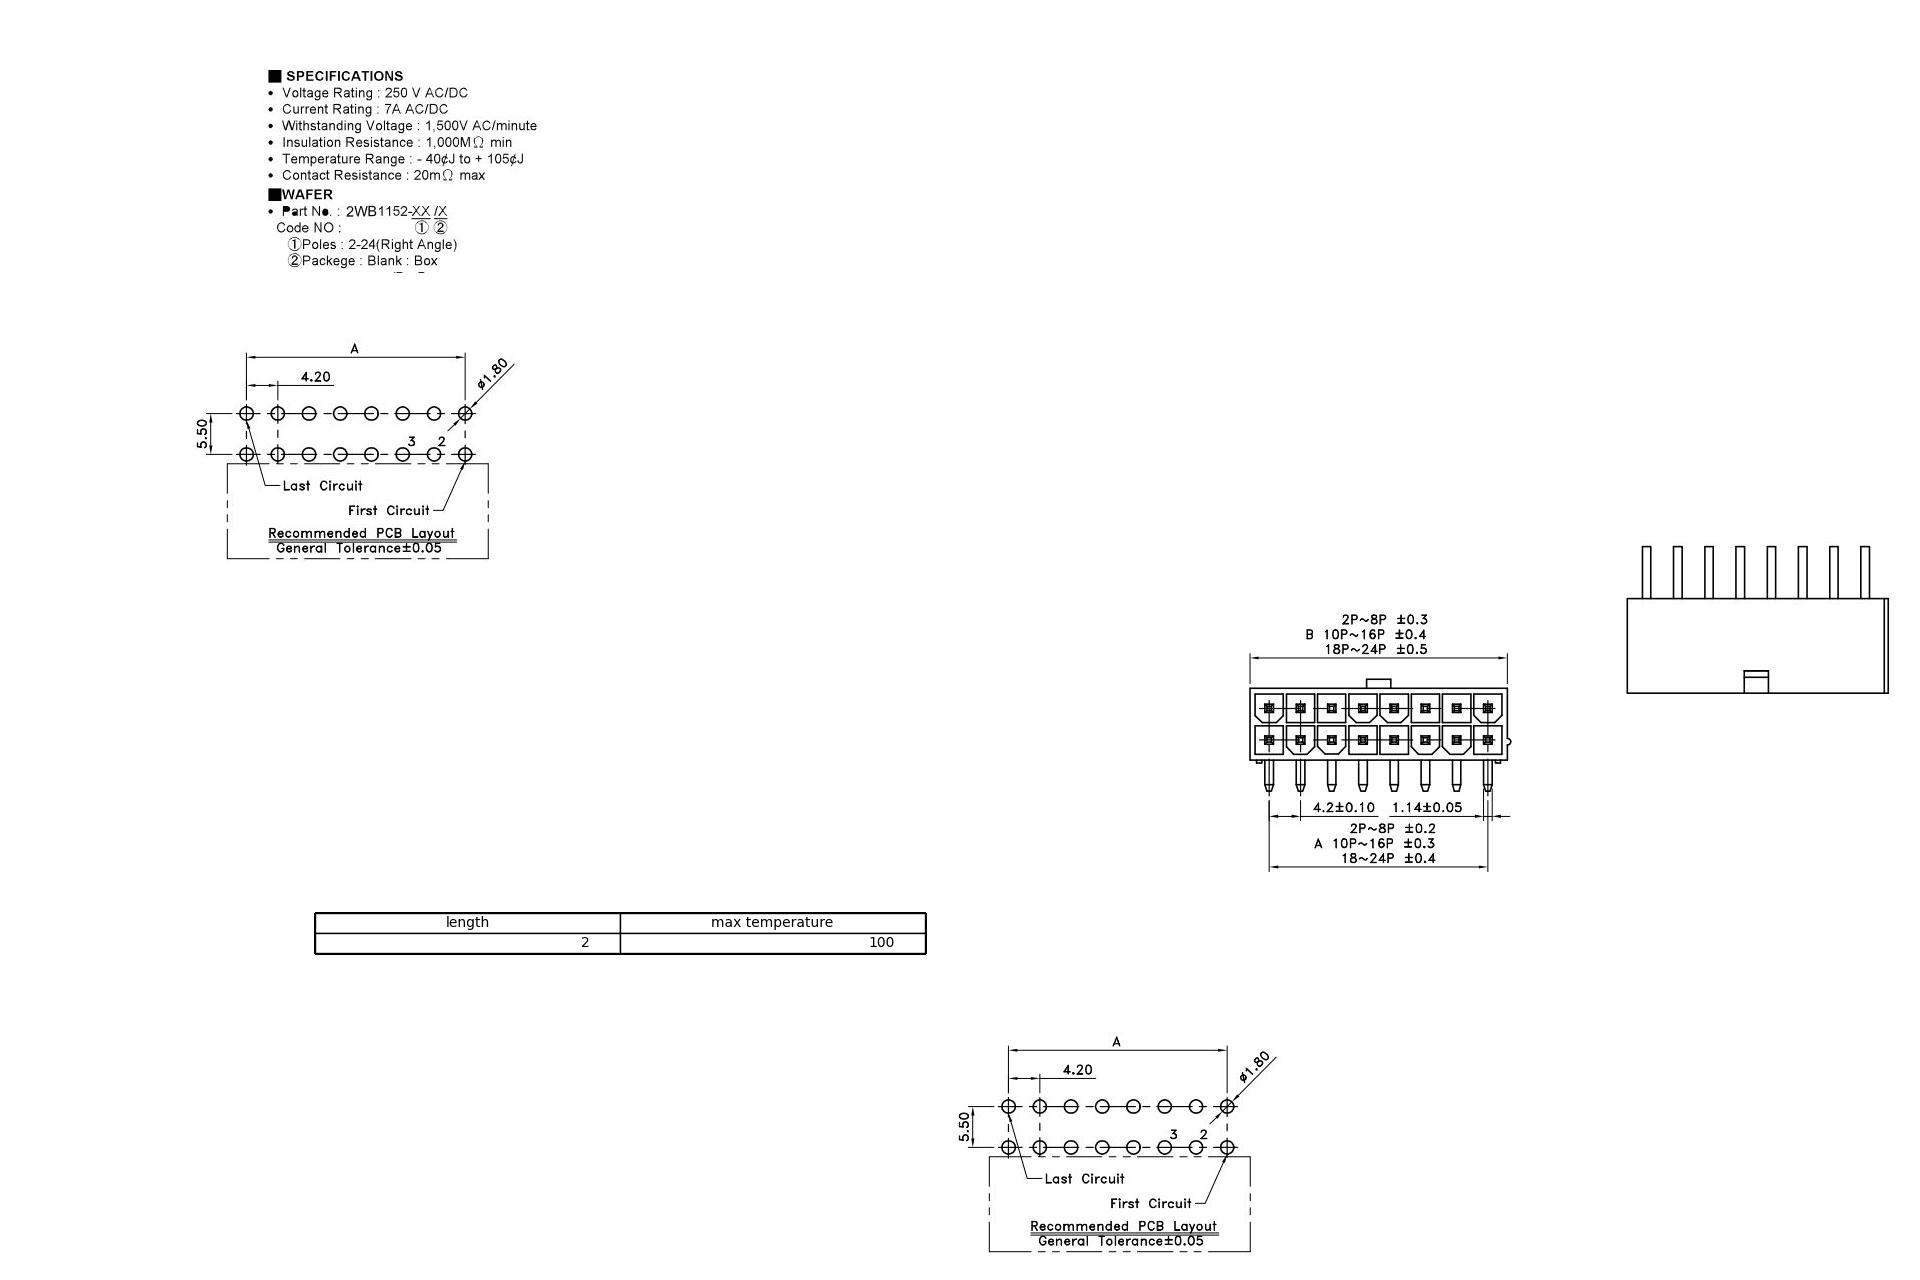 ■ SPECIFICATIONS
• Voltage Rating : 250 V AC/DC
• Current Rating : 7A AC/DC
• Withstanding Voltage : 1,500V AC/minute
• Insulation Resistance : 1,000MΩ min
• Temperature Range : - 40¢J to + 105¢J
• Contact Resistance : 20mΩ max
■WAFER
• Part No. : 2WB1152-XX /X
Code NO : ① ②
①Poles : 2-24(Right Angle)
②Packege : Blank : Box
A
4.20
ø1.80
5.50
3 2
Last Circuit
First Circuit
Recommended PCB Layout
General Tolerance±0.05
2P~8P ±0.3
B 10P~16P ±0.4
18P~24P ±0.5
4.2±0.10 1.14±0.05
2P~8P ±0.2
A 10P~16P ±0.3
18~24P ±0.4
length max temperature
2 100
A
4.20
ø1.80
5.50
3 2
Last Circuit
First Circuit
Recommended PCB Layout
General Tolerance±0.05